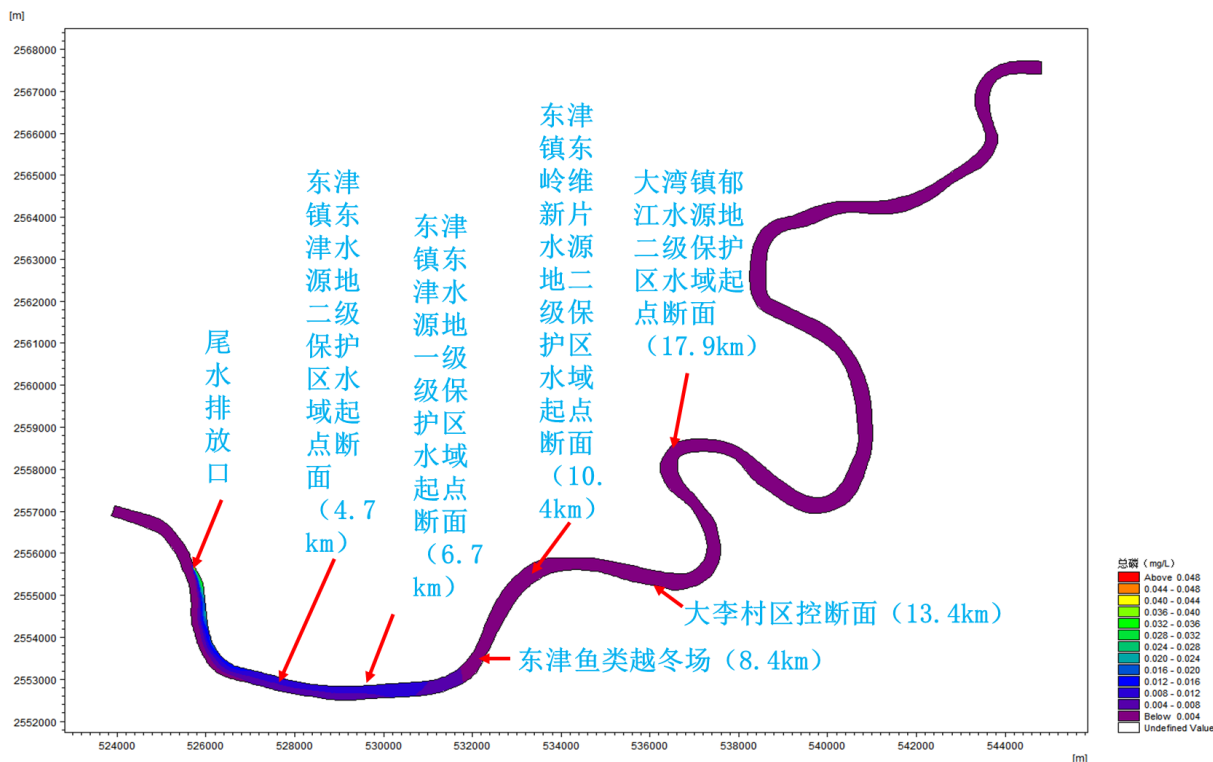 [m]
2568000
2567000
2566000
2565000
2564000
2563000
2562000
2561000
2560000
2559000
2558000
2557000
2556000
2555000
2554000
2553000
2552000
尾
水
排
放
口
东津
镇东
津水
源地
二级
保护
区水
域起
点断
面
（4.7
km）
东津
镇东
津水
源地
一级
级保
护区
水域
起点
断面
（6.7
km）
东津
镇东
岭维
新片
水源
地二
级保
护区
水域
起点
断面
（10.
4km）
大湾镇郁
江水源地
二级保护
区水域起
点断面
（17.9km）
大李村区控断面（13.4km）
东津鱼类越冬场（8.4km）
524000
526000
528000
530000
532000
534000
536000
538000
540000
542000
544000
[m]
总磷（mg/L）
Above 0.048
0.044 - 0.048
0.040 - 0.044
0.036 - 0.040
0.032 - 0.036
0.028 - 0.032
0.024 - 0.028
0.020 - 0.024
0.016 - 0.020
0.012 - 0.016
0.008 - 0.012
0.004 - 0.008
Below 0.004
Undefined Value